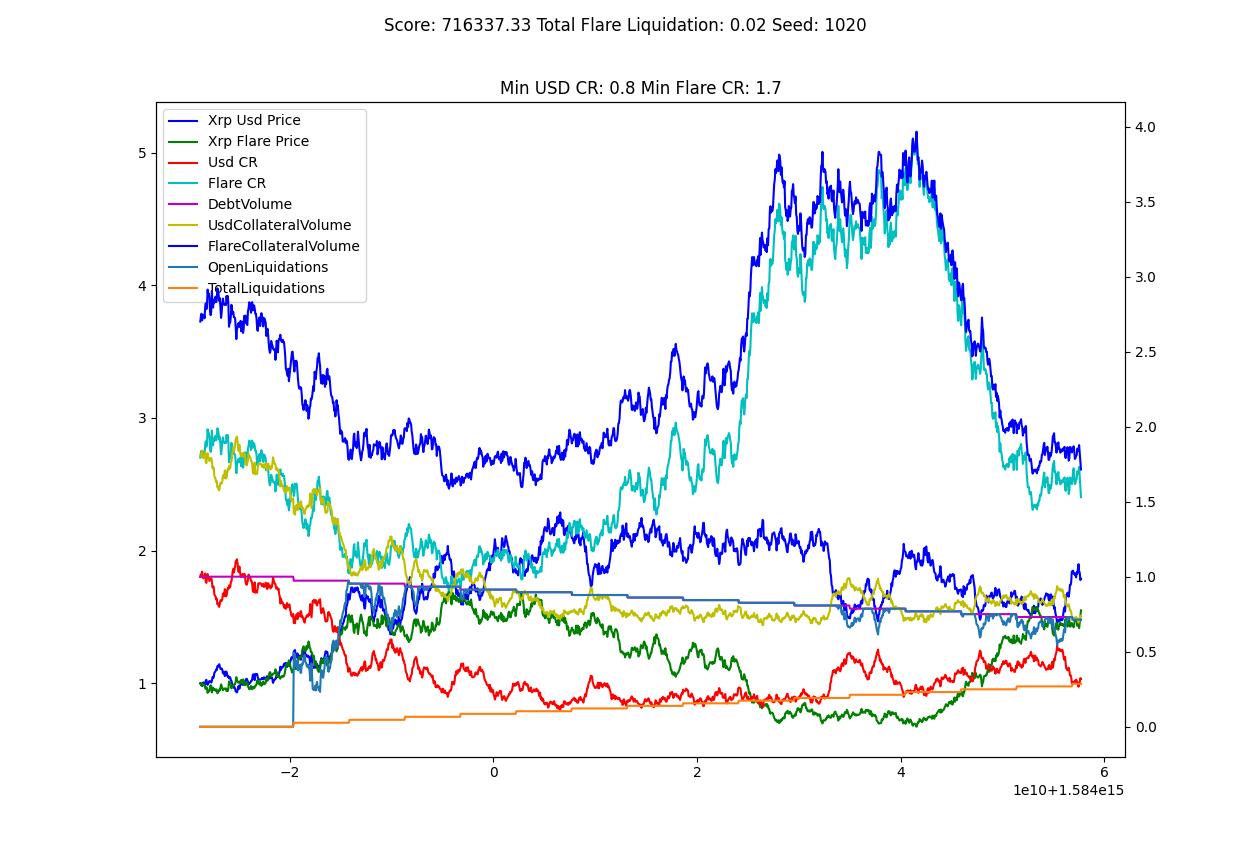 Score: 716337.33 Total Flare Liquidation: 0.02 Seed: 1020
Min USD CR: 0.8 Min Flare CR: 1.7
Xrp Usd Price
Xrp Flare Price
Usd CR
Flare CR
DebtVolume
UsdCollateralVolume
FlareCollateralVolume
OpenLiquidations
TotalLiquidations
5
4
3
2
1
4.0
3.5
3.0
2.5
2.0
1.5
1.0
0.5
0.0
−2
0
2
4
6
1e10+1.584e15